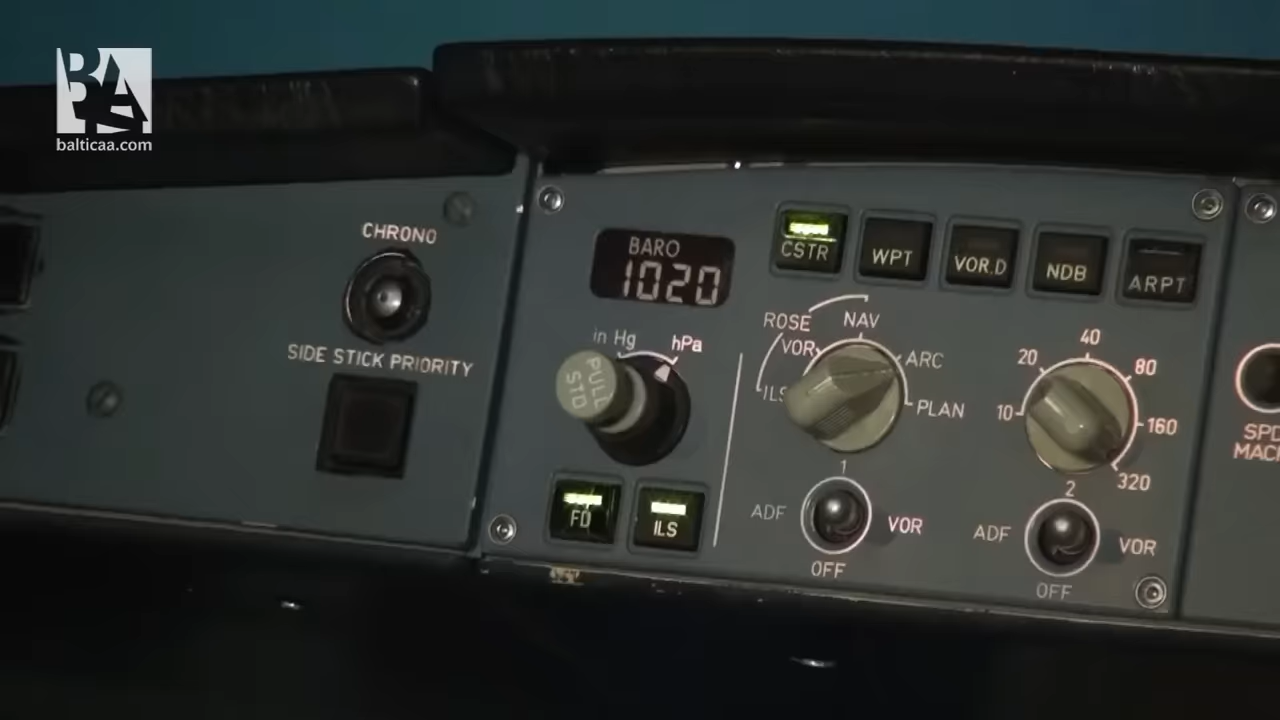 BA
balticaa.com
CHRONO
SIDE STICK PRIORITY
BARO
1020
in Hg
hPa
PULL
STD
FD
ILS
CSTR
WPT
VOR.D
NDB
ARPT
ROSE
NAV
VOR
ARC
ILS
PLAN
10
20
40
80
160
320
1
ADF
VOR
OFF
2
ADF
VOR
OFF